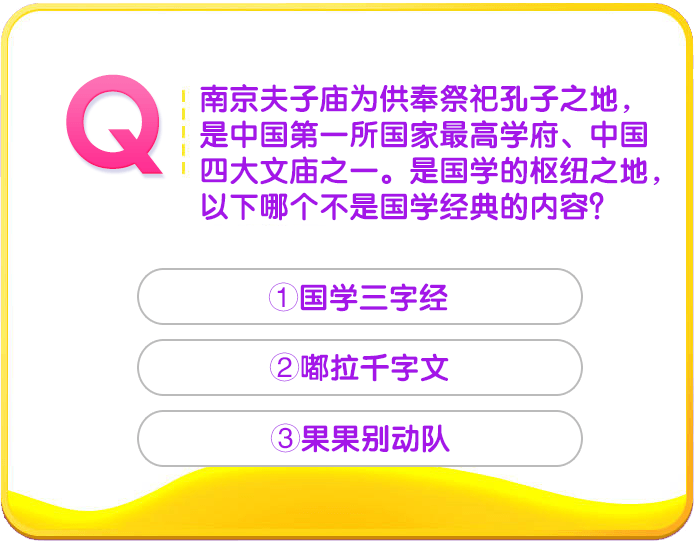 Q
南京夫子庙为供奉祭祀孔子之地，
是中国第一所国家最高学府、中国
四大文庙之一。是国学的枢纽之地，
以下哪个不是国学经典的内容？
①国学三字经
②嘟拉千字文
③果果别动队